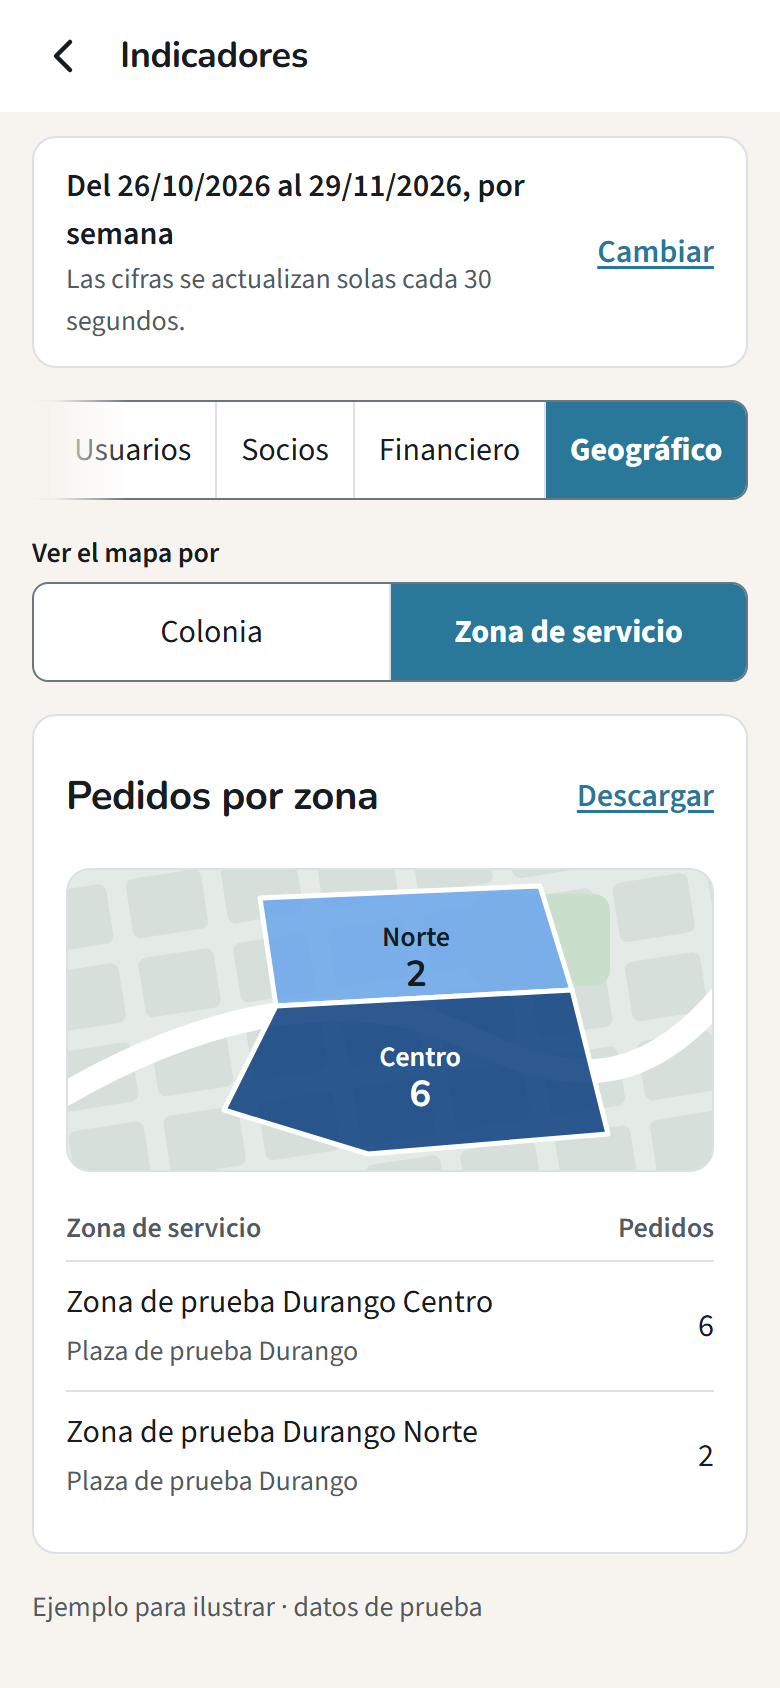 Indicadores
Del 26/10/2026 al 29/11/2026, por
semana
Cambiar
Las cifras se actualizan solas cada 30
segundos.
Usuarios
Socios
Financiero
Geográfico
Ver el mapa por
Colonia
Zona de servicio
Pedidos por zona
Descargar
Norte
2
Centro
6
Zona de servicio
Pedidos
Zona de prueba Durango Centro
Plaza de prueba Durango
6
Zona de prueba Durango Norte
Plaza de prueba Durango
2
Ejemplo para ilustrar · datos de prueba